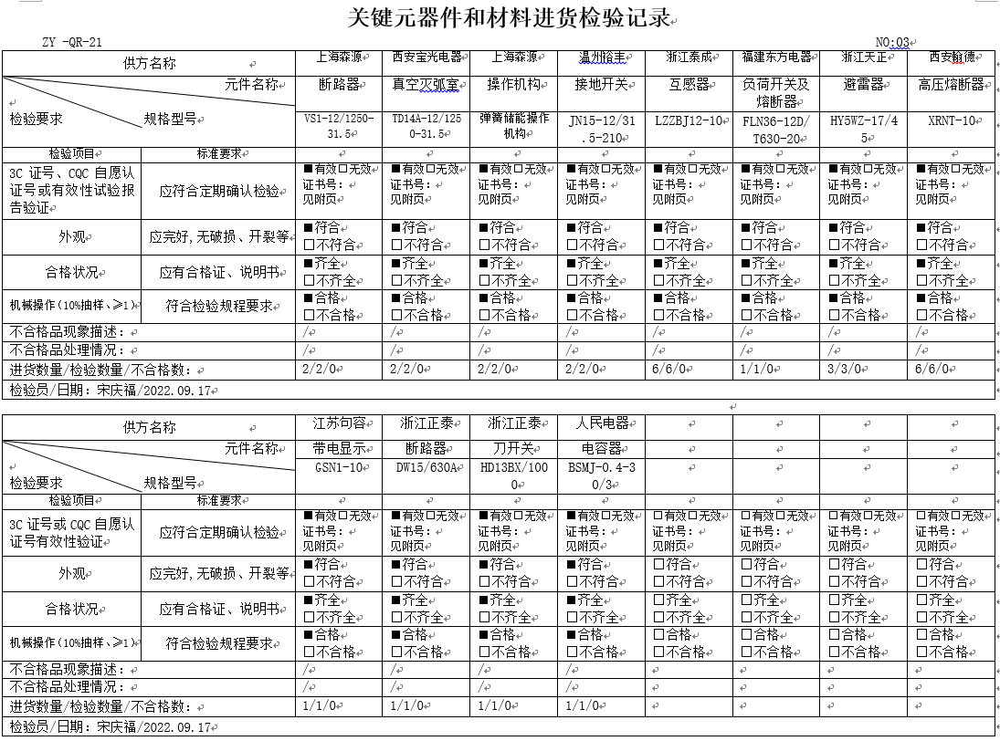 关键元器件和材料进货检验记录
ZY -QR-21 NO:03
供方名称 上海森源 西安宝光电器 上海森源 温州裕丰 浙江泰成 福建东方电器 浙江天正 西安翰德
元件名称 断路器 真空灭弧室 操作机构 接地开关 互感器 负荷开关及熔断器 避雷器 高压熔断器
检验要求 规格型号 VS1-12/1250-31.5 TD14A-12/1250-31.5 弹簧储能操作机构 JN15-12/31.5-210 LZZBJ12-10 FLN36-12D/T630-20 HY5WZ-17/45 XRNT-10
检验项目 标准要求
3C 证号、CQC 自愿认证号或有效性试验报告验证 应符合定期确认检验 ■有效□无效 ■有效□无效 ■有效□无效 ■有效□无效 ■有效□无效 ■有效□无效 ■有效□无效 ■有效□无效
证书号: 证书号: 证书号: 证书号: 证书号: 证书号: 证书号: 证书号:
见附页 见附页 见附页 见附页 见附页 见附页 见附页 见附页
外观 应完好,无破损、开裂等 ■符合 ■符合 ■符合 ■符合 ■符合 ■符合 ■符合 ■符合
□不符合 □不符合 □不符合 □不符合 □不符合 □不符合 □不符合 □不符合
合格状况 应有合格证、说明书 ■齐全 ■齐全 ■齐全 ■齐全 ■齐全 ■齐全 ■齐全 ■齐全
□不齐全 □不齐全 □不齐全 □不齐全 □不齐全 □不齐全 □不齐全 □不齐全
机械操作(10%抽样、≥1) 符合检验规程要求 ■合格 ■合格 ■合格 ■合格 ■合格 ■合格 ■合格 ■合格
□不合格 □不合格 □不合格 □不合格 □不合格 □不合格 □不合格 □不合格
不合格品现象描述: / / / / / / / /
不合格品处理情况: / / / / / / / /
进货数量/检验数量/不合格数: 2/2/0 2/2/0 2/2/0 2/2/0 6/6/0 1/1/0 3/3/0 6/6/0
检验员/日期: 宋庆福/2022.09.17
供方名称 江苏句容 浙江正泰 浙江正泰 人民电器
元件名称 带电显示 断路器 刀开关 电容器
检验要求 规格型号 GSN1-10 DW15/630A HD13BX/1000 BSMJ-0.4-30/3
检验项目 标准要求
3C 证号或 CQC 自愿认证号有效性验证 应符合定期确认检验 ■有效□无效 ■有效□无效 ■有效□无效 ■有效□无效 □有效□无效 □有效□无效 □有效□无效 □有效□无效
证书号: 证书号: 证书号: 证书号: 证书号: 证书号: 证书号: 证书号:
见附页 见附页 见附页 见附页 见附页 见附页 见附页 见附页
外观 应完好,无破损、开裂等 ■符合 ■符合 ■符合 ■符合 □符合 □符合 □符合 □符合
□不符合 □不符合 □不符合 □不符合 □不符合 □不符合 □不符合 □不符合
合格状况 应有合格证、说明书 ■齐全 ■齐全 ■齐全 ■齐全 □齐全 □齐全 □齐全 □齐全
□不齐全 □不齐全 □不齐全 □不齐全 □不齐全 □不齐全 □不齐全 □不齐全
机械操作(10%抽样、≥1) 符合检验规程要求 ■合格 ■合格 ■合格 ■合格 □合格 □合格 □合格 □合格
□不合格 □不合格 □不合格 □不合格 □不合格 □不合格 □不合格 □不合格
不合格品现象描述: / / / /
不合格品处理情况: / / / /
进货数量/检验数量/不合格数: 1/1/0 1/1/0 1/1/0 1/1/0
检验员/日期: 宋庆福/2022.09.17